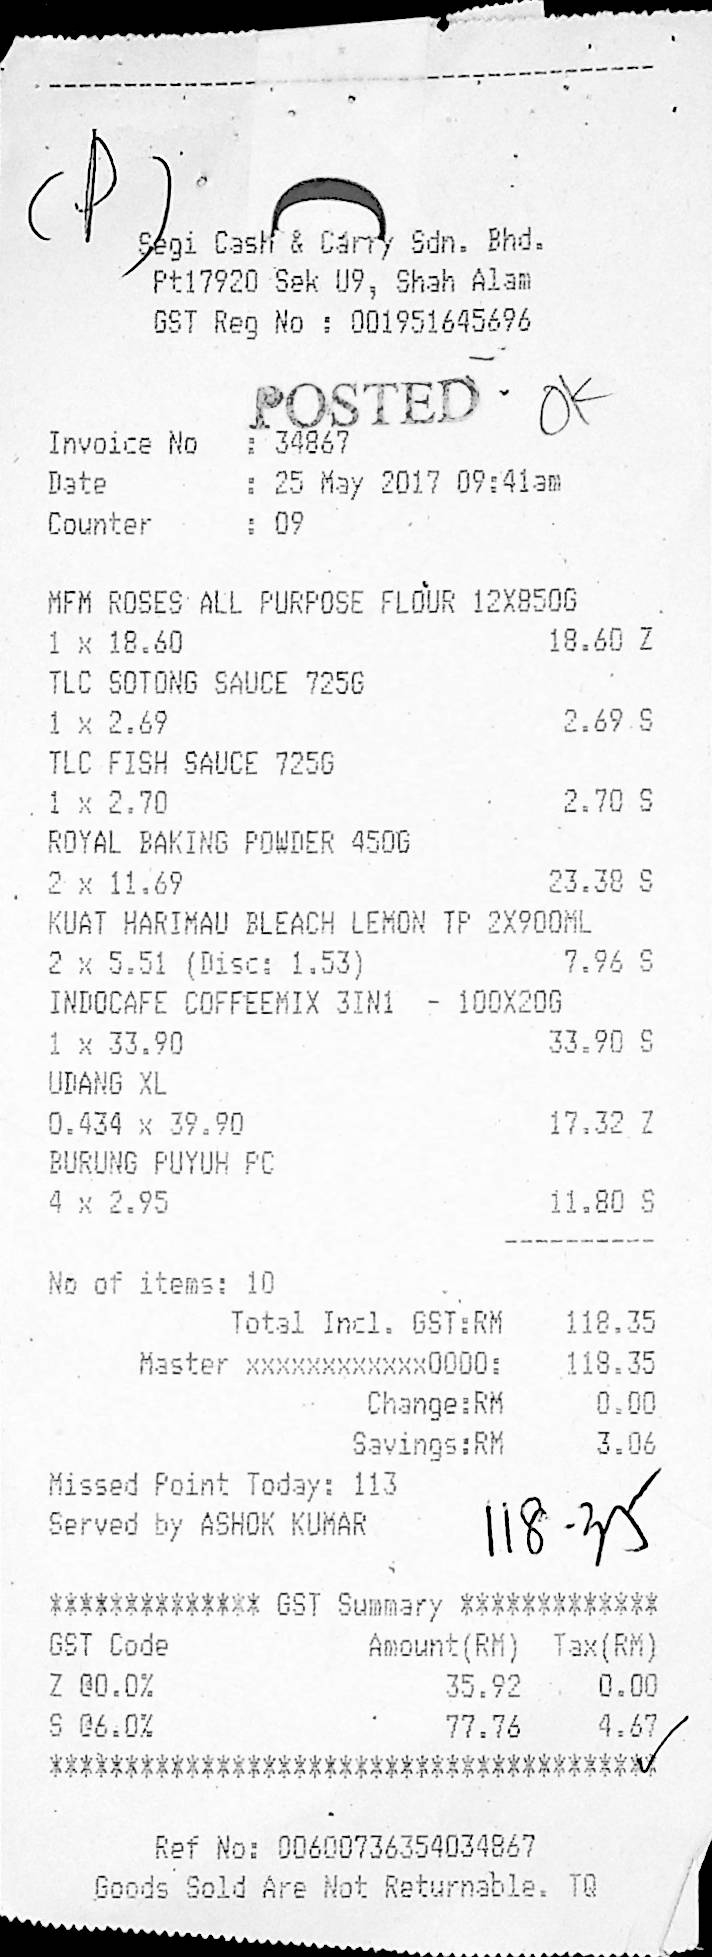 (P)
Segi Cash & Carry Sdn. Bhd.
Pt17920 Sek U9, Shah Alam
GST Reg No : 001951645696
POSTED - OK
Invoice No : 34867
Date : 25 May 2017 09:41am
Counter : 09
MFM ROSES ALL PURPOSE FLOUR 12X850G
1 x 18.60 18.60 Z
TLC SOTONG SAUCE 725G
1 x 2.69 2.69 S
TLC FISH SAUCE 725G
1 x 2.70 2.70 S
ROYAL BAKING POWDER 450G
2 x 11.69 23.38 S
KUAT HARIMAU BLEACH LEMON TP 2X900ML
2 x 5.51 (Disc: 1.53) 7.96 S
INDOCAFE COFFEEMIX 3IN1 - 100X20G
1 x 33.90 33.90 S
UDANG XL
0.434 x 39.90 17.32 Z
BURUNG PUYUH PC
4 x 2.95 11.80 S
----------
No of items: 10
Total Incl. GST:RM 118.35
Master xxxxxxxxxxxx0000: 118.35
Change:RM 0.00
Savings:RM 3.06
Missed Point Today: 113
Served by ASHOK KUMAR
118-35
************** GST Summary *************
GST Code Amount(RM) Tax(RM)
Z @0.0% 35.92 0.00
S @6.0% 77.76 4.67
****************************************
Ref No: 00600736354034867
Goods Sold Are Not Returnable. TQ